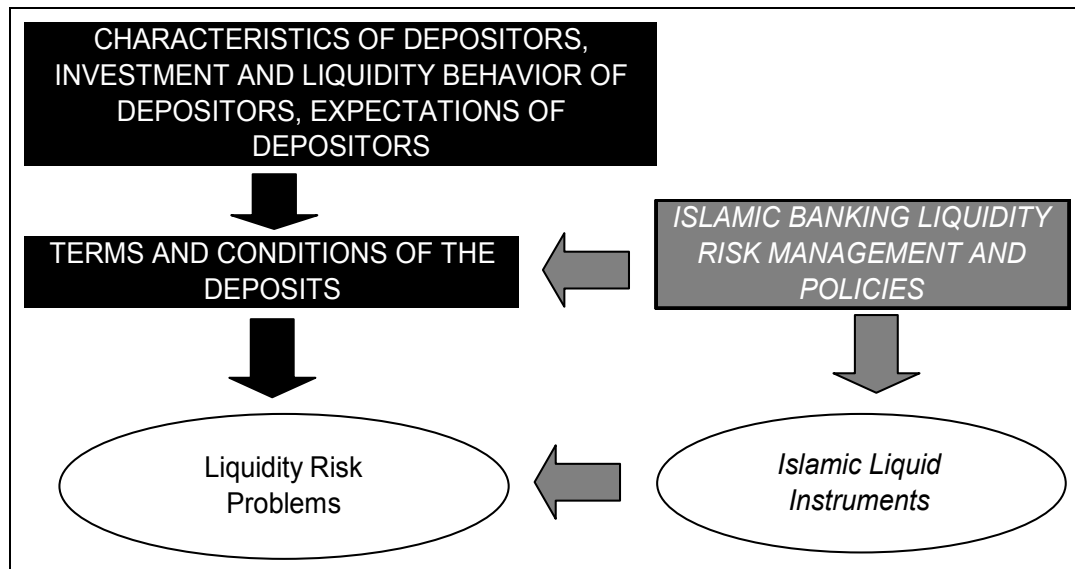 CHARACTERISTICS OF DEPOSITORS,
INVESTMENT AND LIQUIDITY BEHAVIOR OF
DEPOSITORS, EXPECTATIONS OF
DEPOSITORS
TERMS AND CONDITIONS OF THE
DEPOSITS
ISLAMIC BANKING LIQUIDITY
RISK MANAGEMENT AND
POLICIES
Liquidity Risk
Problems
Islamic Liquid
Instruments